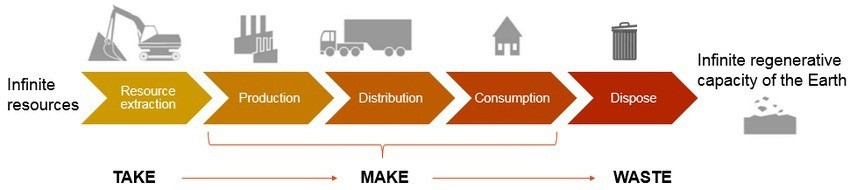 Infinite
resources
Resource
extraction
Production
Distribution
Consumption
Dispose
Infinite regenerative
capacity of the Earth
TAKE
MAKE
WASTE